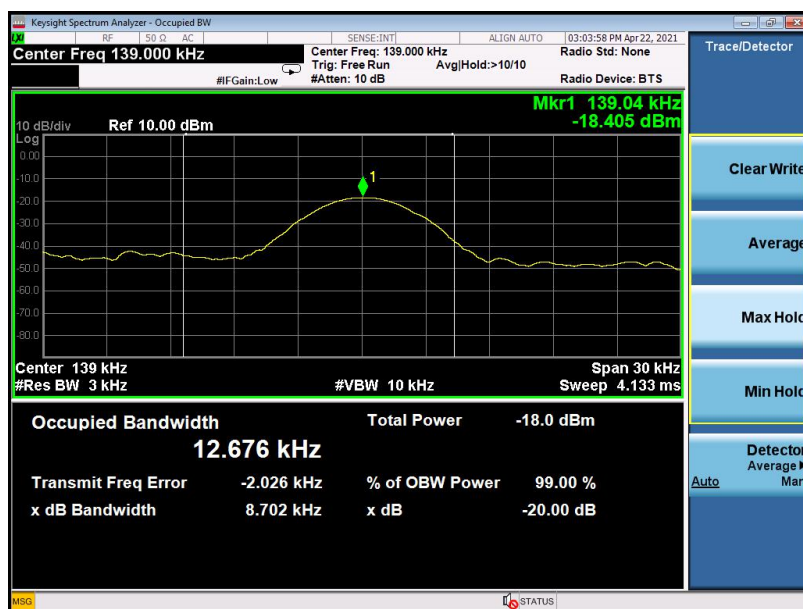 Keysight Spectrum Analyzer - Occupied BW
LXI RF 50 Ω AC SENSE:INT ALIGN AUTO 03:03:58 PM Apr 22, 2021
Center Freq 139.000 kHz Center Freq: 139.000 kHz Radio Std: None
Trig: Free Run Avg|Hold:>10/10
#IFGain:Low #Atten: 10 dB Radio Device: BTS
Trace/Detector
Mkr1 139.04 kHz
10 dB/div Ref 10.00 dBm -18.405 dBm
Log
0.00
-10.0
1
-20.0
-30.0
-40.0
-50.0
-60.0
-70.0
-80.0
Center 139 kHz Span 30 kHz
#Res BW 3 kHz #VBW 10 kHz Sweep 4.133 ms
Clear Write
Average
Max Hold
Min Hold
Detector
Average
Auto Man
Occupied Bandwidth Total Power -18.0 dBm
12.676 kHz
Transmit Freq Error -2.026 kHz % of OBW Power 99.00 %
x dB Bandwidth 8.702 kHz x dB -20.00 dB
MSG STATUS